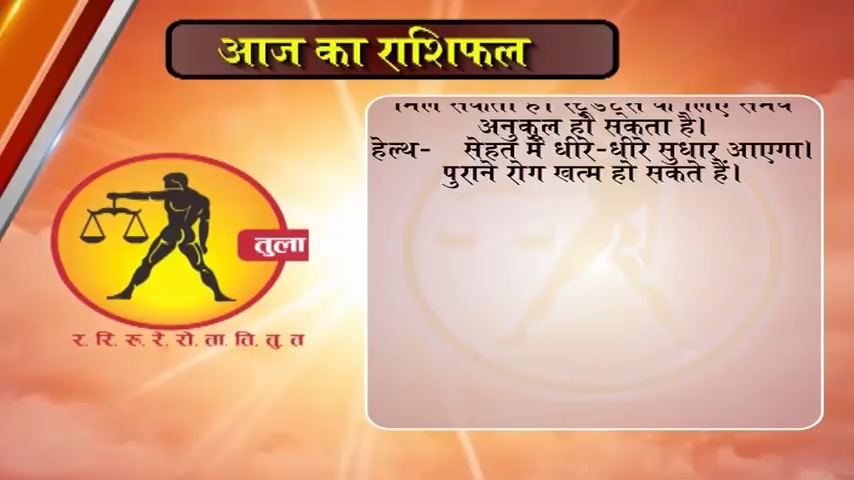 आज का राशिफल
अनुकूल हो सकता है।
हेल्थ- सेहत में धीरे-धीरे सुधार आएगा।
पुराने रोग खत्म हो सकते हैं।
तुला
र. रि. रू. रे. रो. ता. ति. तु. त